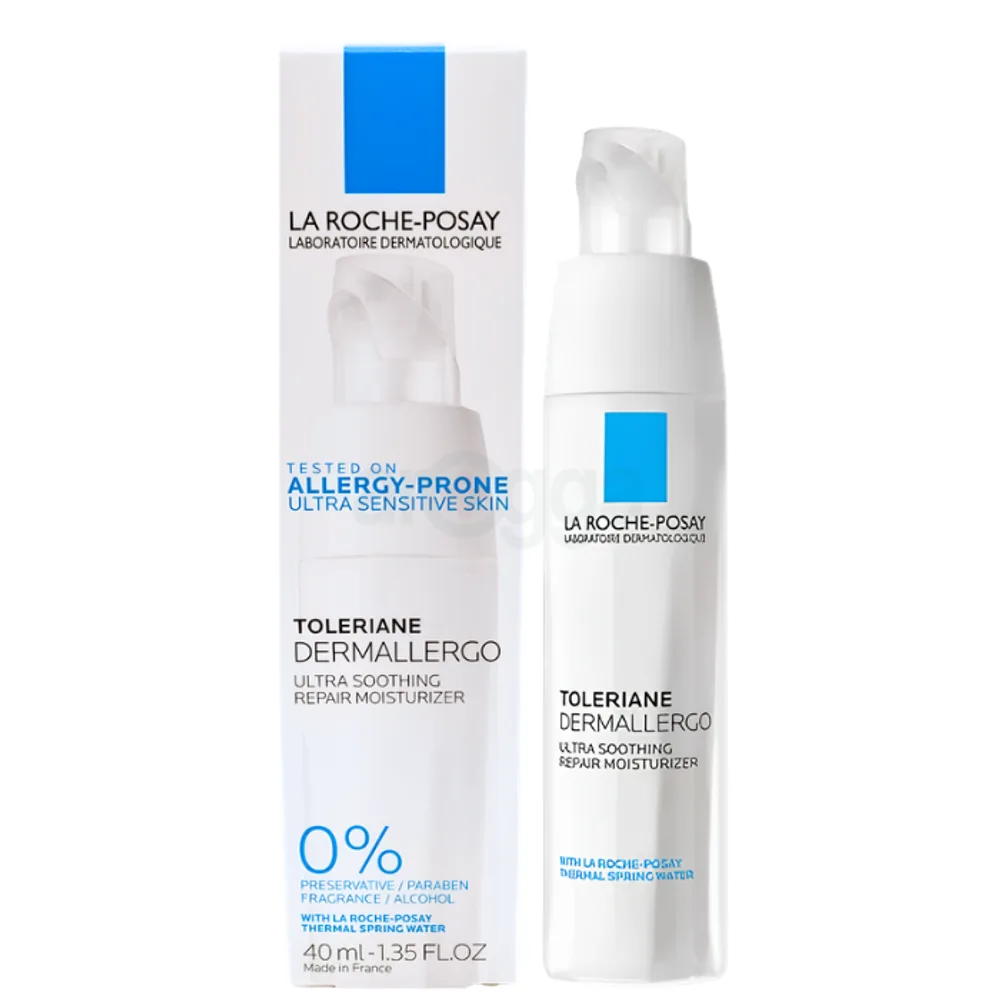 LA ROCHE-POSAY
LABORATOIRE DERMATOLOGIQUE
TESTED ON
ALLERGY-PRONE
ULTRA SENSITIVE SKIN
TOLERIANE
DERMALLERGO
ULTRA SOOTHING
REPAIR MOISTURIZER
0%
PRESERVATIVE / PARABEN
FRAGRANCE / ALCOHOL
WITH LA ROCHE-POSAY
THERMAL SPRING WATER
40 ml - 1.35 FL.OZ
Made in France
LA ROCHE-POSAY
LABORATOIRE DERMATOLOGIQUE
TOLERIANE
DERMALLERGO
ULTRA SOOTHING
REPAIR MOISTURIZER
WITH LA ROCHE-POSAY
THERMAL SPRING WATER